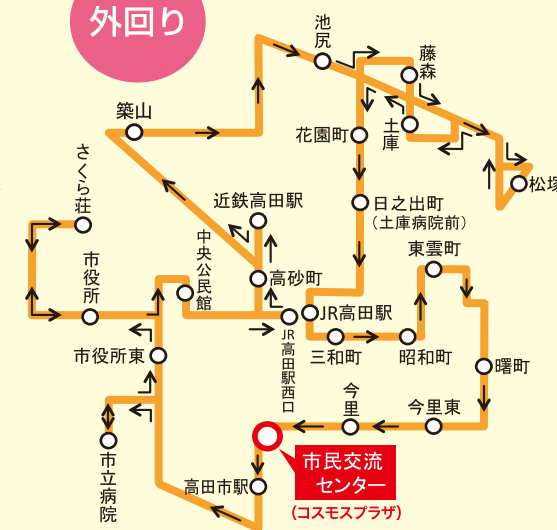 外回り
池尻
藤森
築山
花園町
土庫
松塚
さくら荘
近鉄高田駅
日之出町
(土庫病院前)
中央公民館
東雲町
市役所
高砂町
JR高田駅
市役所東
JR高田駅西口
三和町
昭和町
曙町
今里
今里東
市立病院
高田市駅
市民交流
センター
(コスモスプラザ)